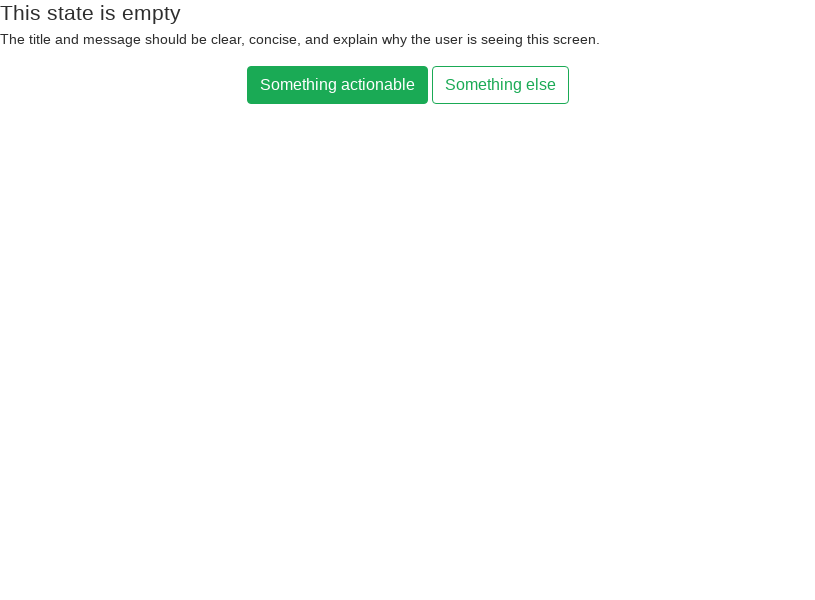 This state is empty
The title and message should be clear, concise, and explain why the user is seeing this screen.
Something actionable Something else